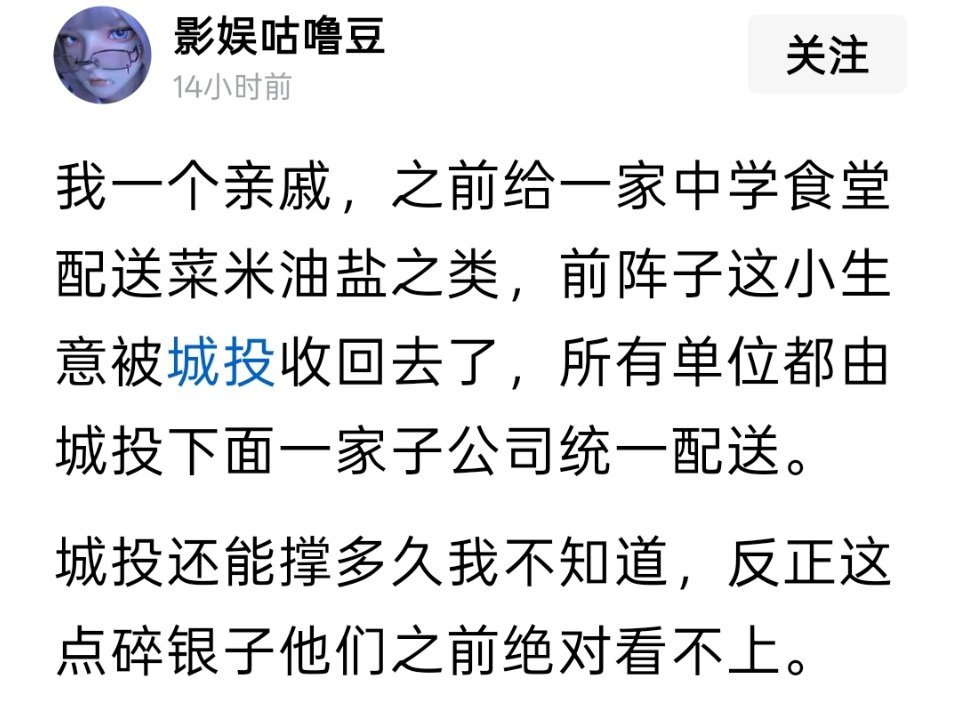 影娱咕噜豆
14小时前
关注
我一个亲戚，之前给一家中学食堂
配送菜米油盐之类，前阵子这小生
意被城投收回去了，所有单位都由
城投下面一家子公司统一配送。
城投还能撑多久我不知道，反正这
点碎银子他们之前绝对看不上。